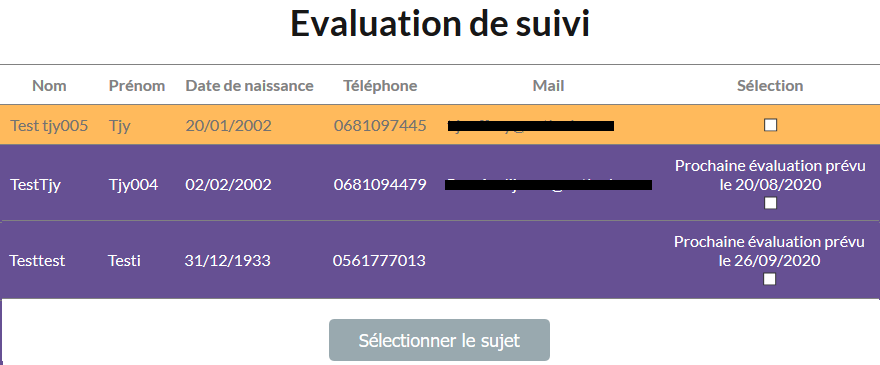 Evaluation de suivi
Nom Prénom Date de naissance Téléphone Mail Sélection
Test tjy005 Tjy 20/01/2002 0681097445
TestTjy Tjy004 02/02/2002 0681094479 Prochaine évaluation prévu
le 20/08/2020
Testtest Testi 31/12/1933 0561777013 Prochaine évaluation prévu
le 26/09/2020
Sélectionner le sujet